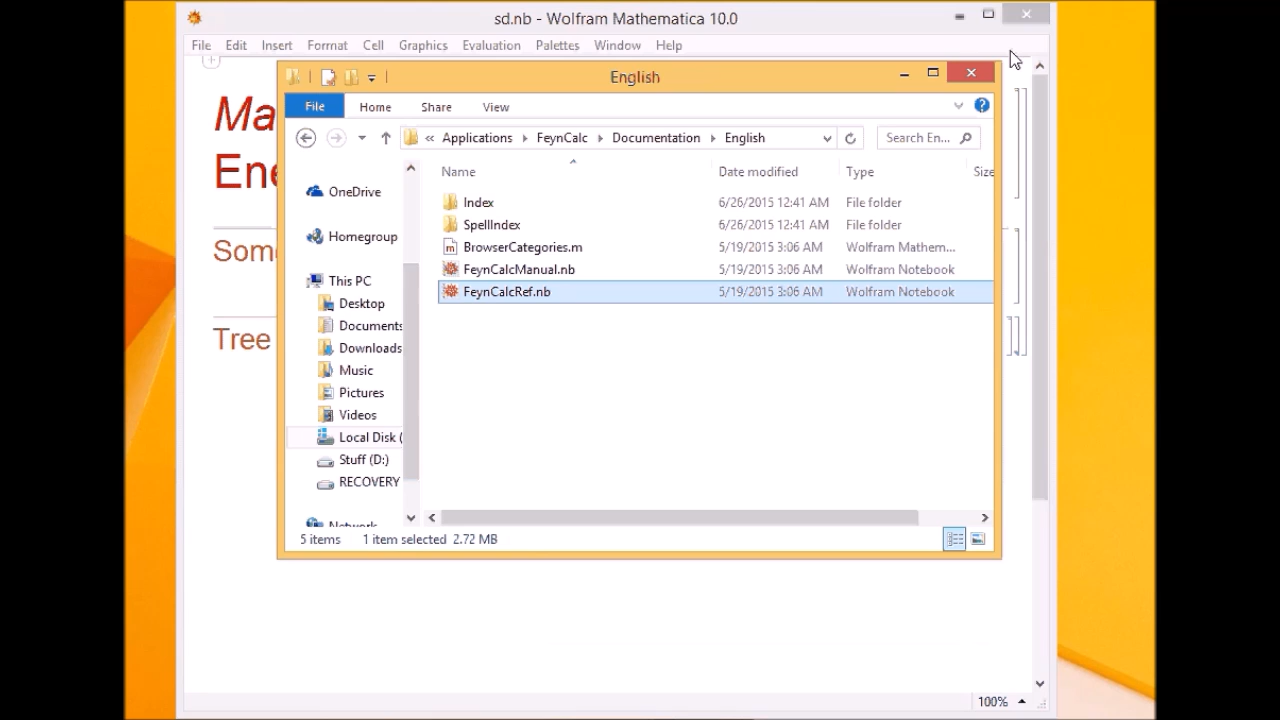 sd.nb - Wolfram Mathematica 10.0
File Edit Insert Format Cell Graphics Evaluation Palettes Window Help
English
File Home Share View
« Applications Feyn​Calc Documentation English Search En...
Name Date modified Type Size
Index 6/26/2015 12:41 AM File folder
SpellIndex 6/26/2015 12:41 AM File folder
BrowserCategories.m 5/19/2015 3:06 AM Wolfram Mathem...
FeynCalcManual.nb 5/19/2015 3:06 AM Wolfram Notebook
FeynCalcRef.nb 5/19/2015 3:06 AM Wolfram Notebook
OneDrive
Homegroup
This PC
Desktop
Documents
Downloads
Music
Pictures
Videos
Local Disk (
Stuff (D:)
RECOVERY
Network
5 items 1 item selected 2.72 MB
Ma
Ene
Som
Tree
100%